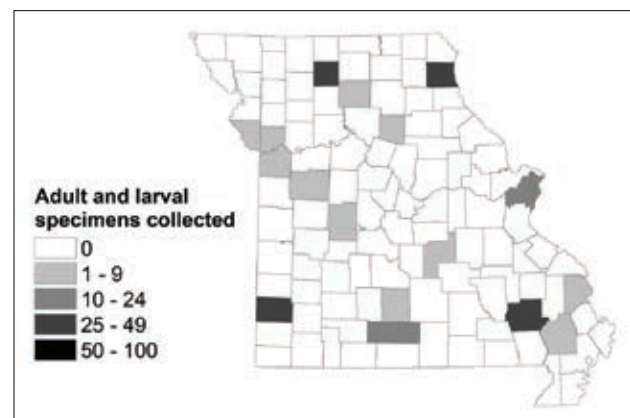 Adult and larval
specimens collected
0
1 - 9
10 - 24
25 - 49
50 - 100